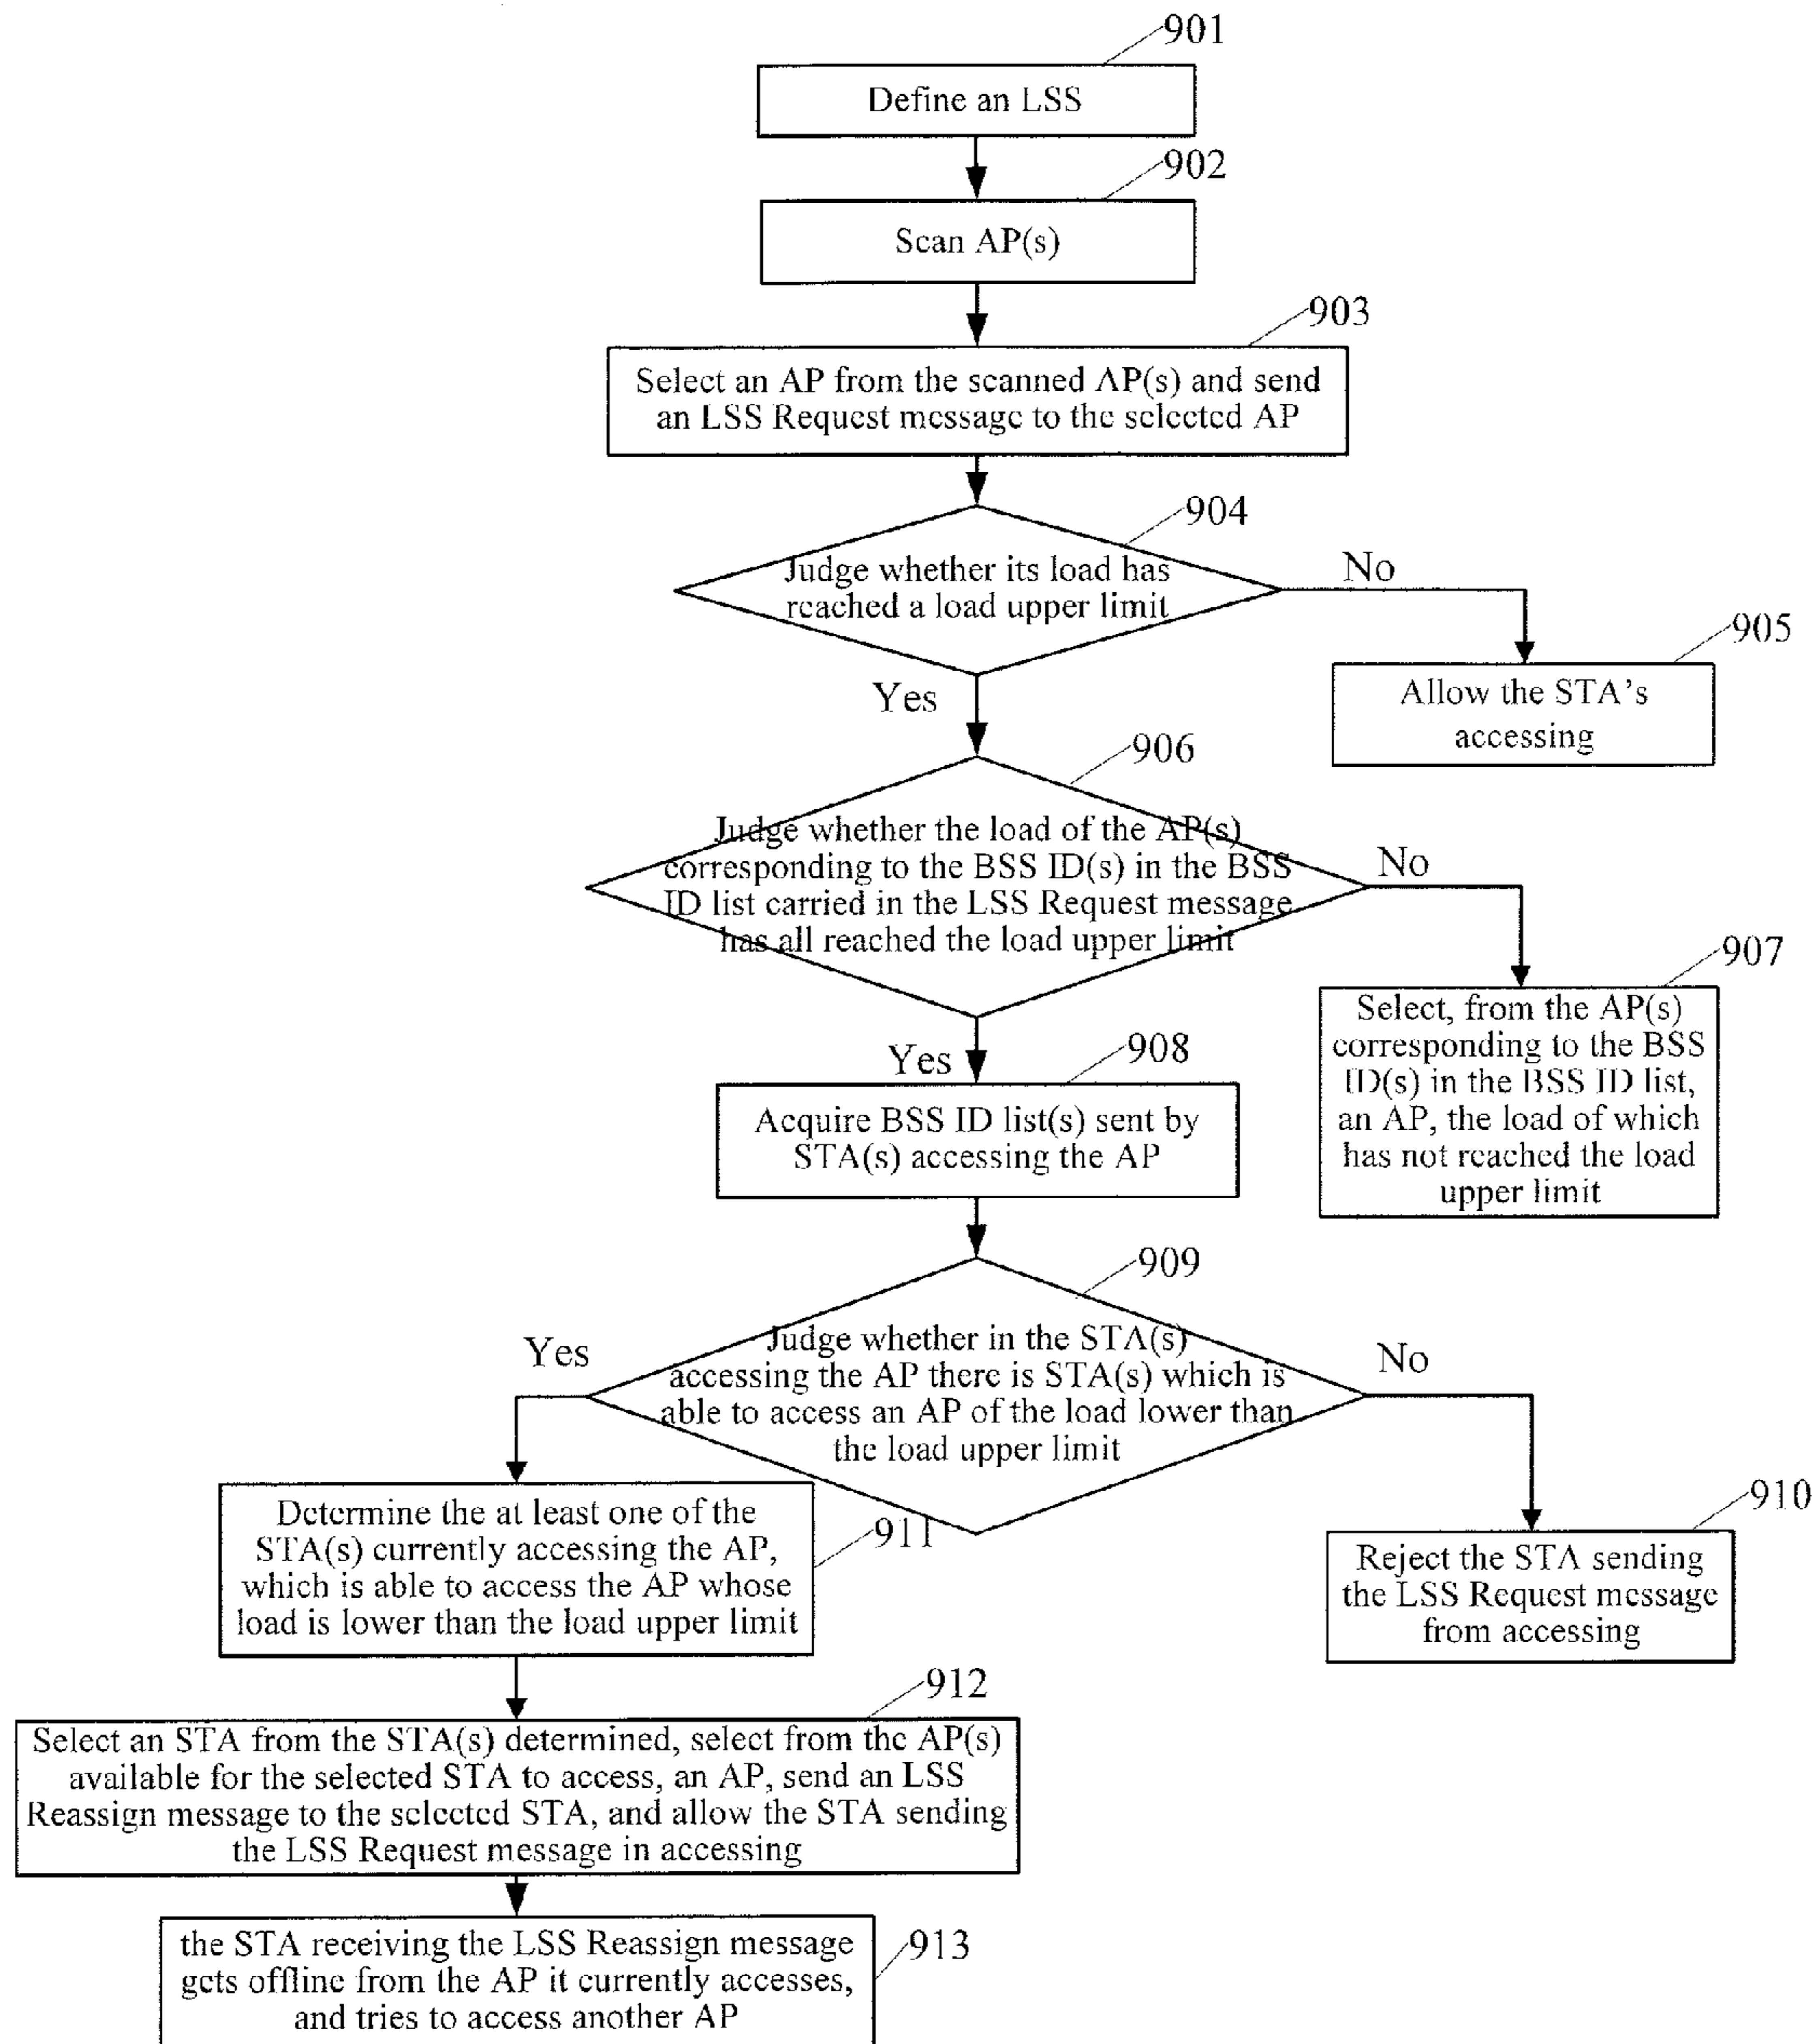 901
Define an LSS
902
Scan AP(s)
903
Select an AP from the scanned AP(s) and send
an LSS Request message to the selected AP
904
Judge whether its load has
reached a load upper limit
No
905
Allow the STA's
accessing
Yes
906
Judge whether the load of the AP(s)
corresponding to the BSS ID(s) in the BSS
ID list carried in the LSS Request message
has all reached the load upper limit
No
907
Select, from the AP(s)
corresponding to the BSS
ID(s) in the BSS ID list,
an AP, the load of which
has not reached the load
upper limit
Yes
908
Acquire BSS ID list(s) sent by
STA(s) accessing the AP
909
Judge whether in the STA(s)
accessing the AP there is STA(s) which is
able to access an AP of the load lower than
the load upper limit
Yes
No
910
Reject the STA sending
the LSS Request message
from accessing
911
Determine the at least one of the
STA(s) currently accessing the AP,
which is able to access the AP whose
load is lower than the load upper limit
912
Select an STA from the STA(s) determined, select from the AP(s)
available for the selected STA to access, an AP, send an LSS
Reassign message to the selected STA, and allow the STA sending
the LSS Request message in accessing
913
the STA receiving the LSS Reassign message
gets offline from the AP it currently accesses,
and tries to access another AP